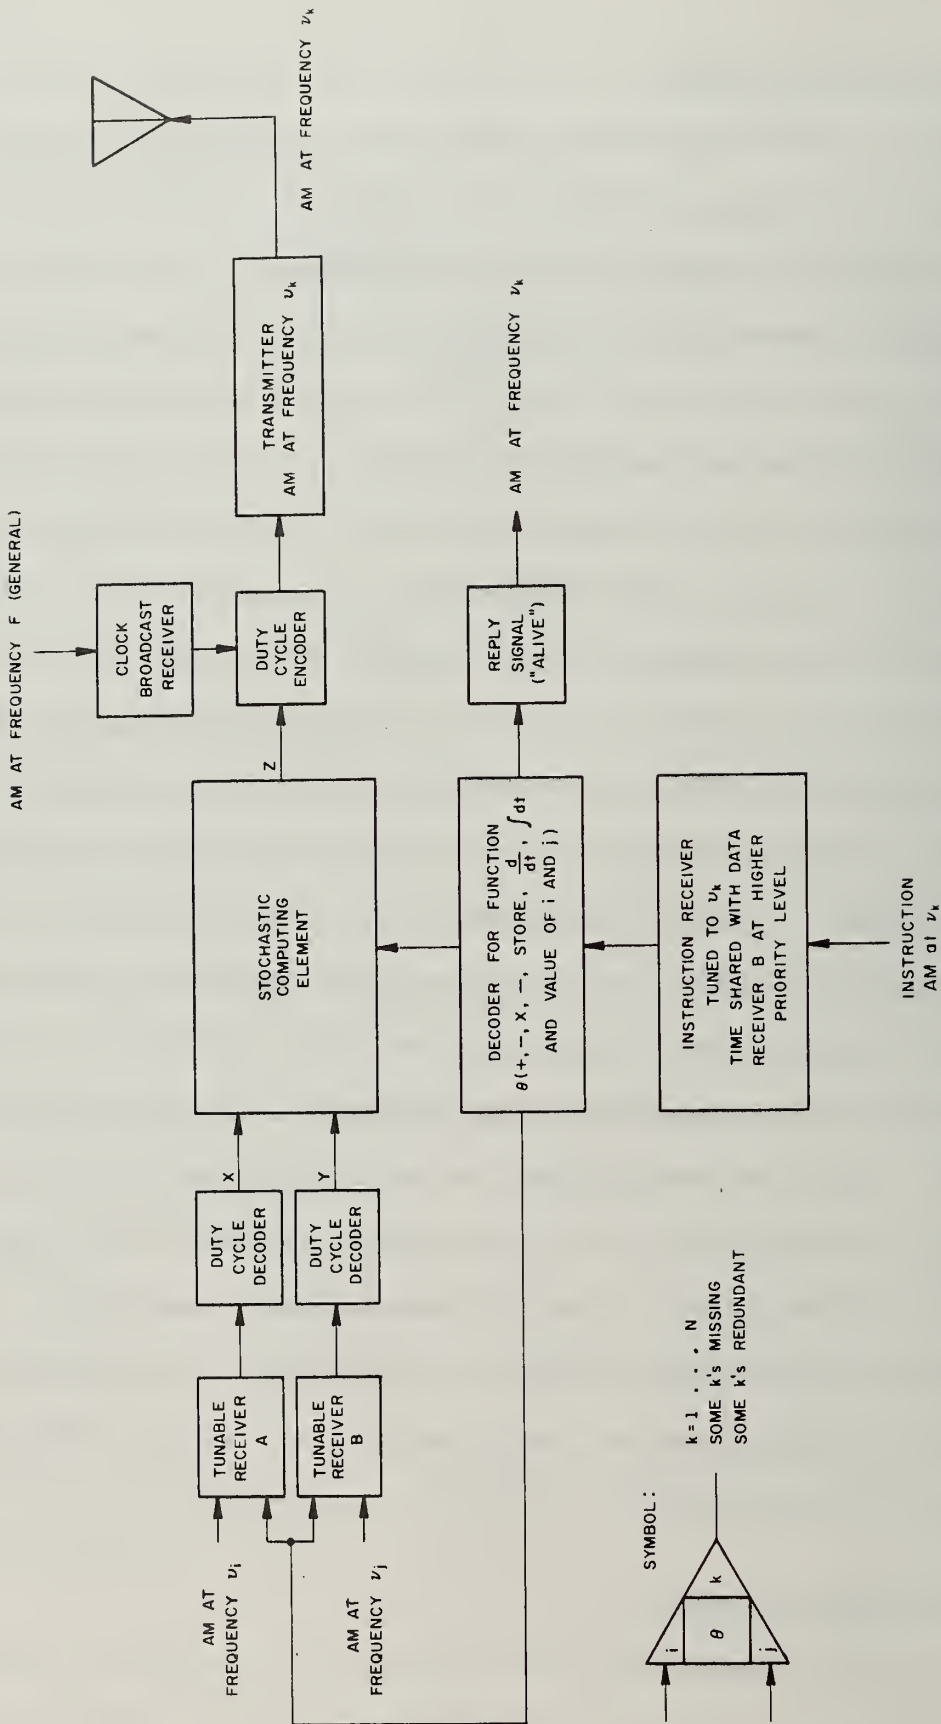 AM AT
FREQUENCY νi
AM AT
FREQUENCY νj
TUNABLE
RECEIVER
A
TUNABLE
RECEIVER
B
DUTY
CYCLE
DECODER
DUTY
CYCLE
DECODER
X
Y
STOCHASTIC
COMPUTING
ELEMENT
Z
AM AT FREQUENCY F (GENERAL)
CLOCK
BROADCAST
RECEIVER
DUTY
CYCLE
ENCODER
TRANSMITTER
AM AT FREQUENCY νk
AM AT FREQUENCY νk
DECODER FOR FUNCTION
θ(+, –, X, –, STORE, d/dt, ∫dt
AND VALUE OF i AND j)
REPLY
SIGNAL
("ALIVE")
AM AT FREQUENCY νk
INSTRUCTION RECEIVER
TUNED TO νk
TIME SHARED WITH DATA
RECEIVER B AT HIGHER
PRIORITY LEVEL
INSTRUCTION
AM at νk
SYMBOL:
i
θ
j
k
k=1 . . . N
SOME k's MISSING
SOME k's REDUNDANT